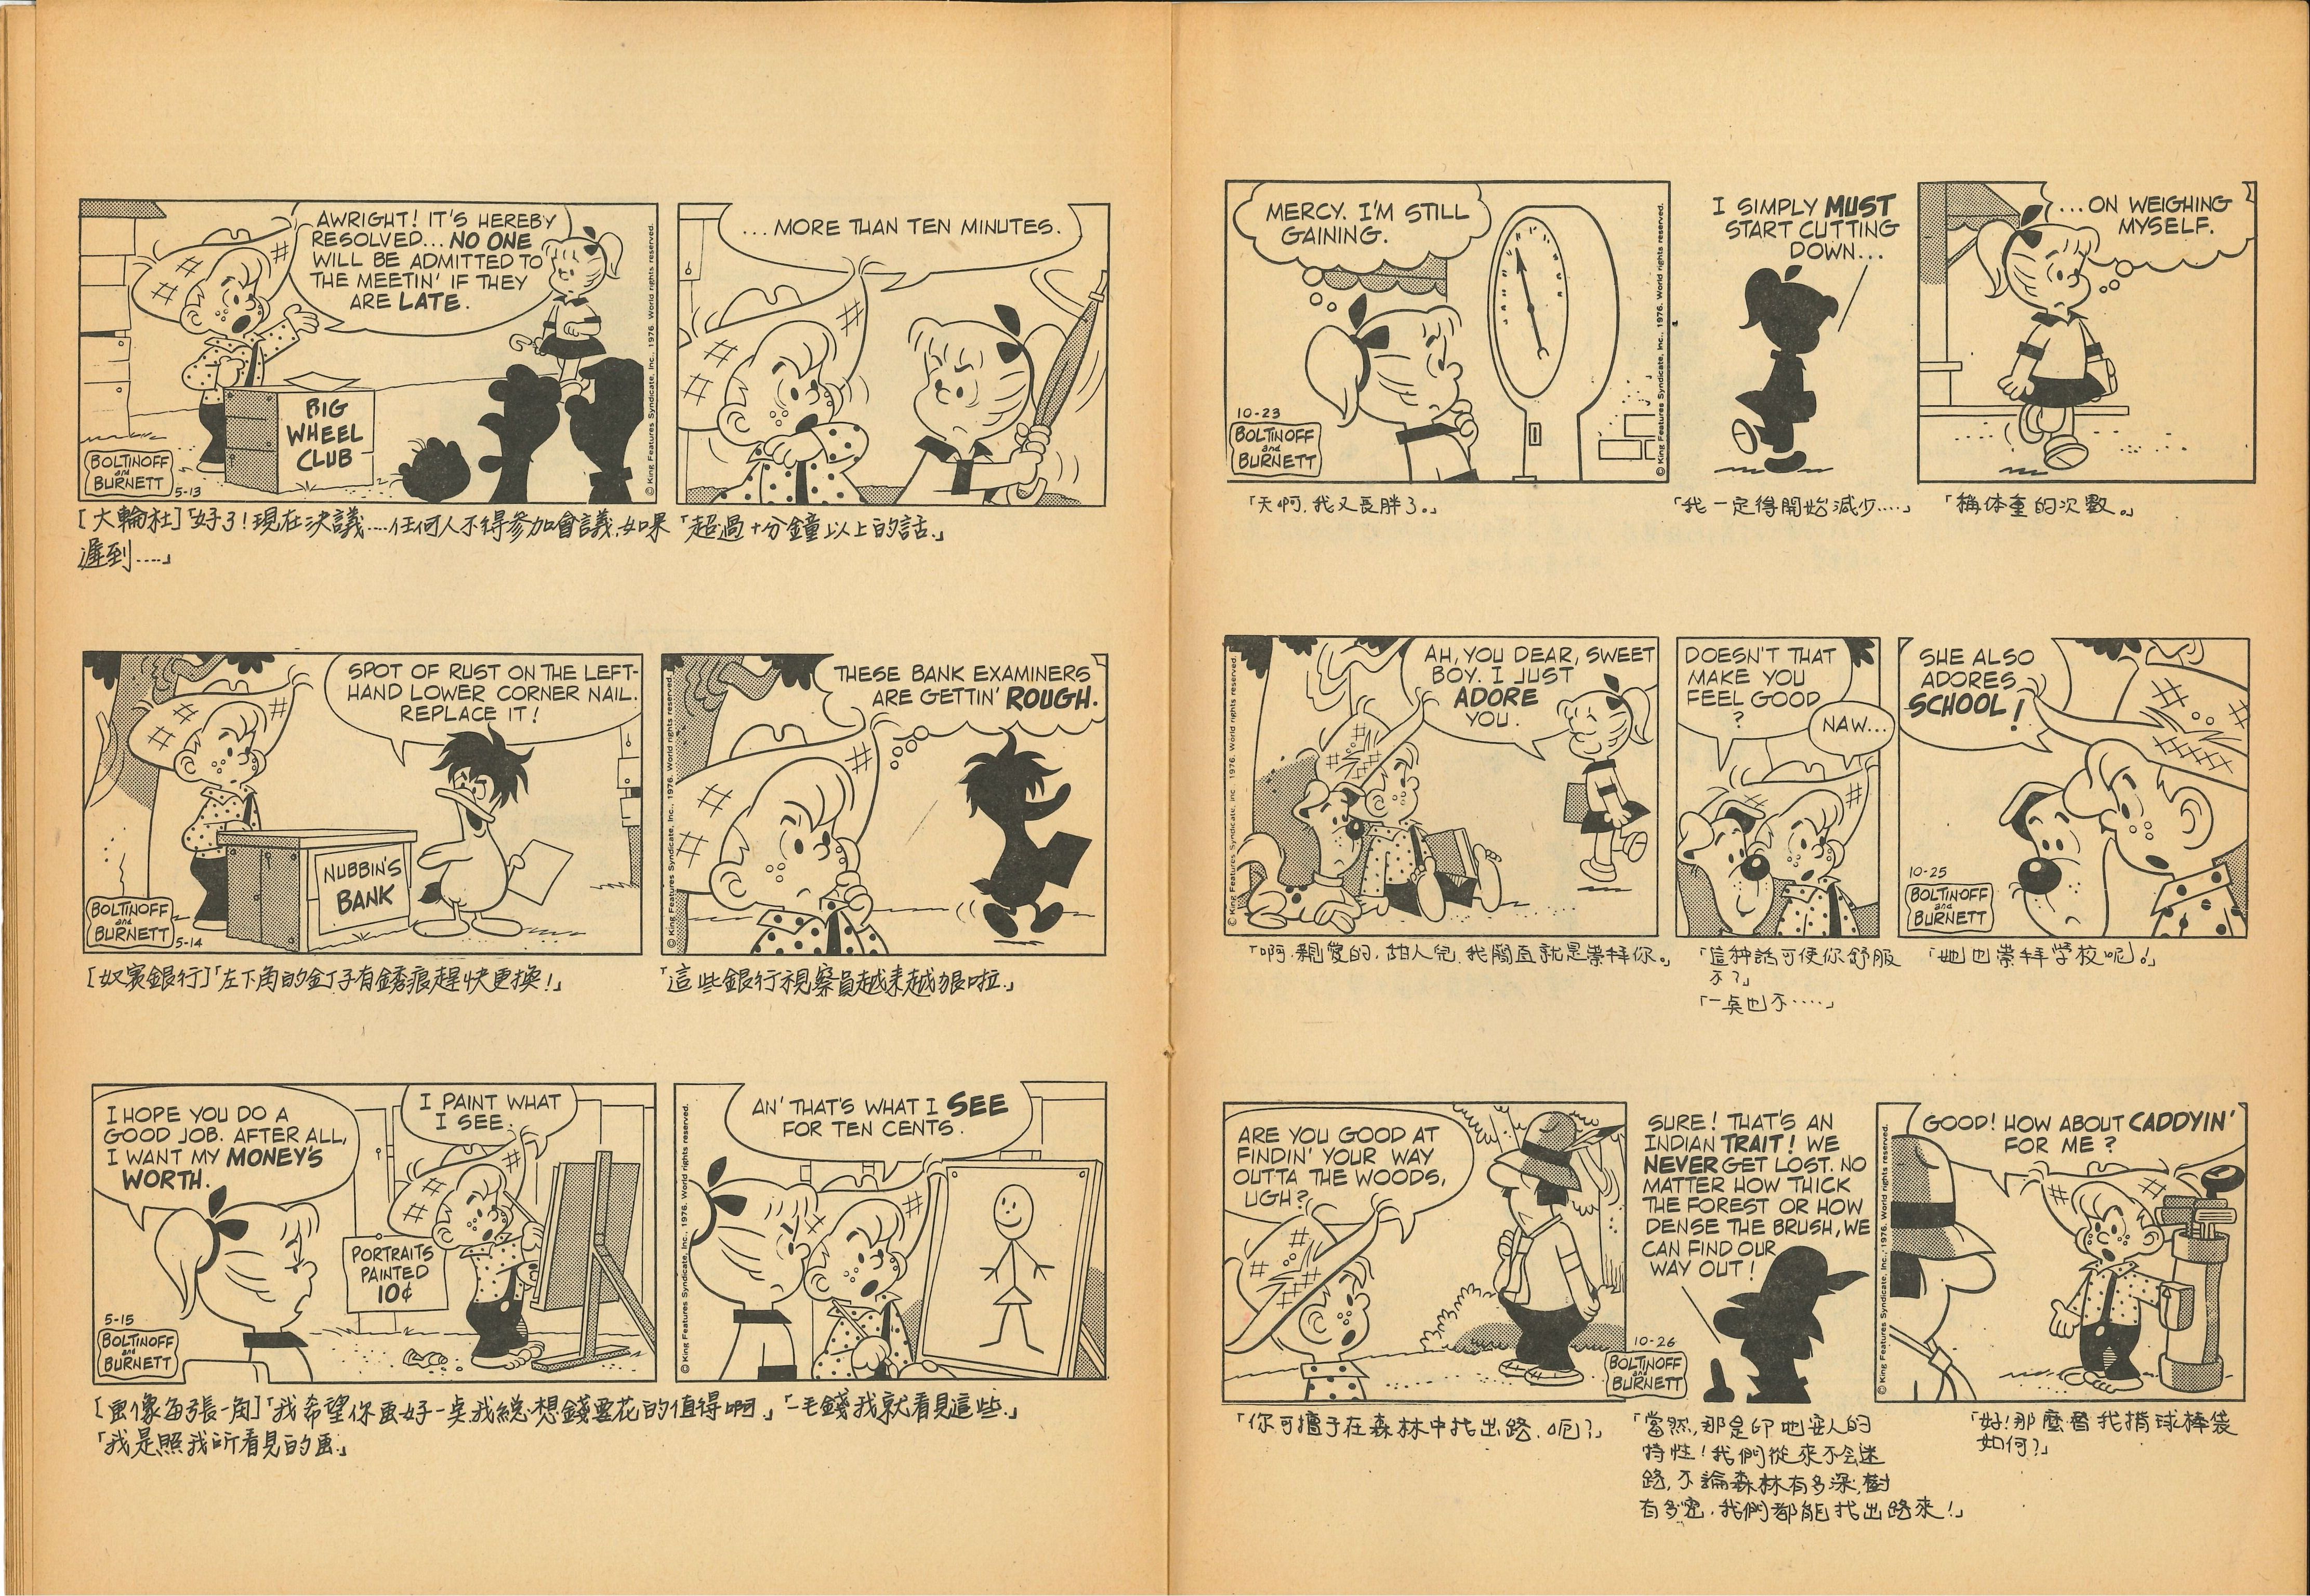 AWRIGHT! IT'S HEREBY
RESOLVED... NO ONE
WILL BE ADMITTED TO
THE MEETIN' IF THEY
ARE LATE.
BIG
WHEEL
CLUB
BOLTINOFF
and
BURNETT
5-13
© King Features Syndicate, Inc., 1976. World rights reserved.
...MORE THAN TEN MINUTES.
[大輪社]「好了!現在決議....任何人不得參加會議,如果
遲到....」
「超過十分鐘以上的話.」
SPOT OF RUST ON THE LEFT-
HAND LOWER CORNER NAIL.
REPLACE IT!
NUBBIN'S
BANK
BOLTINOFF
and
BURNETT
5-14
© King Features Syndicate, Inc., 1976. World rights reserved.
THESE BANK EXAMINERS
ARE GETTIN' ROUGH.
[奴賓銀行]「左下角的釘子有銹痕趕快更換!」
「這些銀行視察員越來越狠啦.」
I HOPE YOU DO A
GOOD JOB. AFTER ALL,
I WANT MY MONEY'S
WORTH.
I PAINT WHAT
I SEE.
PORTRAITS
PAINTED
10¢
5-15
BOLTINOFF
and
BURNETT
© King Features Syndicate, Inc., 1976. World rights reserved.
AN' THAT'S WHAT I SEE
FOR TEN CENTS.
[画像每張一角]「我希望你画好一桌,我總想錢要花的值得啊」
「我是照我所看見的画」
「一毛錢我就看見這些.」
MERCY. I'M STILL
GAINING.
10-23
BOLTINOFF
and
BURNETT
© King Features Syndicate, Inc., 1976. World rights reserved.
I SIMPLY MUST
START CUTTING
DOWN...
...ON WEIGHING
MYSELF.
「天啊,我又長胖了。」
「我一定得開始減少....」
「稱体重的次數。」
© King Features Syndicate, Inc., 1976. World rights reserved.
AH, YOU DEAR, SWEET
BOY. I JUST
ADORE
YOU.
DOESN'T THAT
MAKE YOU
FEEL GOOD
?
NAW...
SHE ALSO
ADORES
SCHOOL!
10-25
BOLTINOFF
and
BURNETT
「啊,親愛的,甜人兒,我簡直就是崇拜你。」
「這种話可使你舒服
不?」
「一桌也不....」
「她也崇拜學校呢!」
ARE YOU GOOD AT
FINDIN' YOUR WAY
OUTTA THE WOODS,
UGH?
10-26
BOLTINOFF
and
BURNETT
SURE! THAT'S AN
INDIAN TRAIT! WE
NEVER GET LOST. NO
MATTER HOW THICK
THE FOREST OR HOW
DENSE THE BRUSH, WE
CAN FIND OUR
WAY OUT!
© King Features Syndicate, Inc., 1976. World rights reserved.
GOOD! HOW ABOUT CADDYIN'
FOR ME?
「你可擅于在森林中找出路,呃?」
「當然,那是印地安人的
特性!我們從來不会迷
路,不論森林有多深,樹
有多密,我們都能找出路來!」
「好!那麼替我揹球棒袋
如何?」